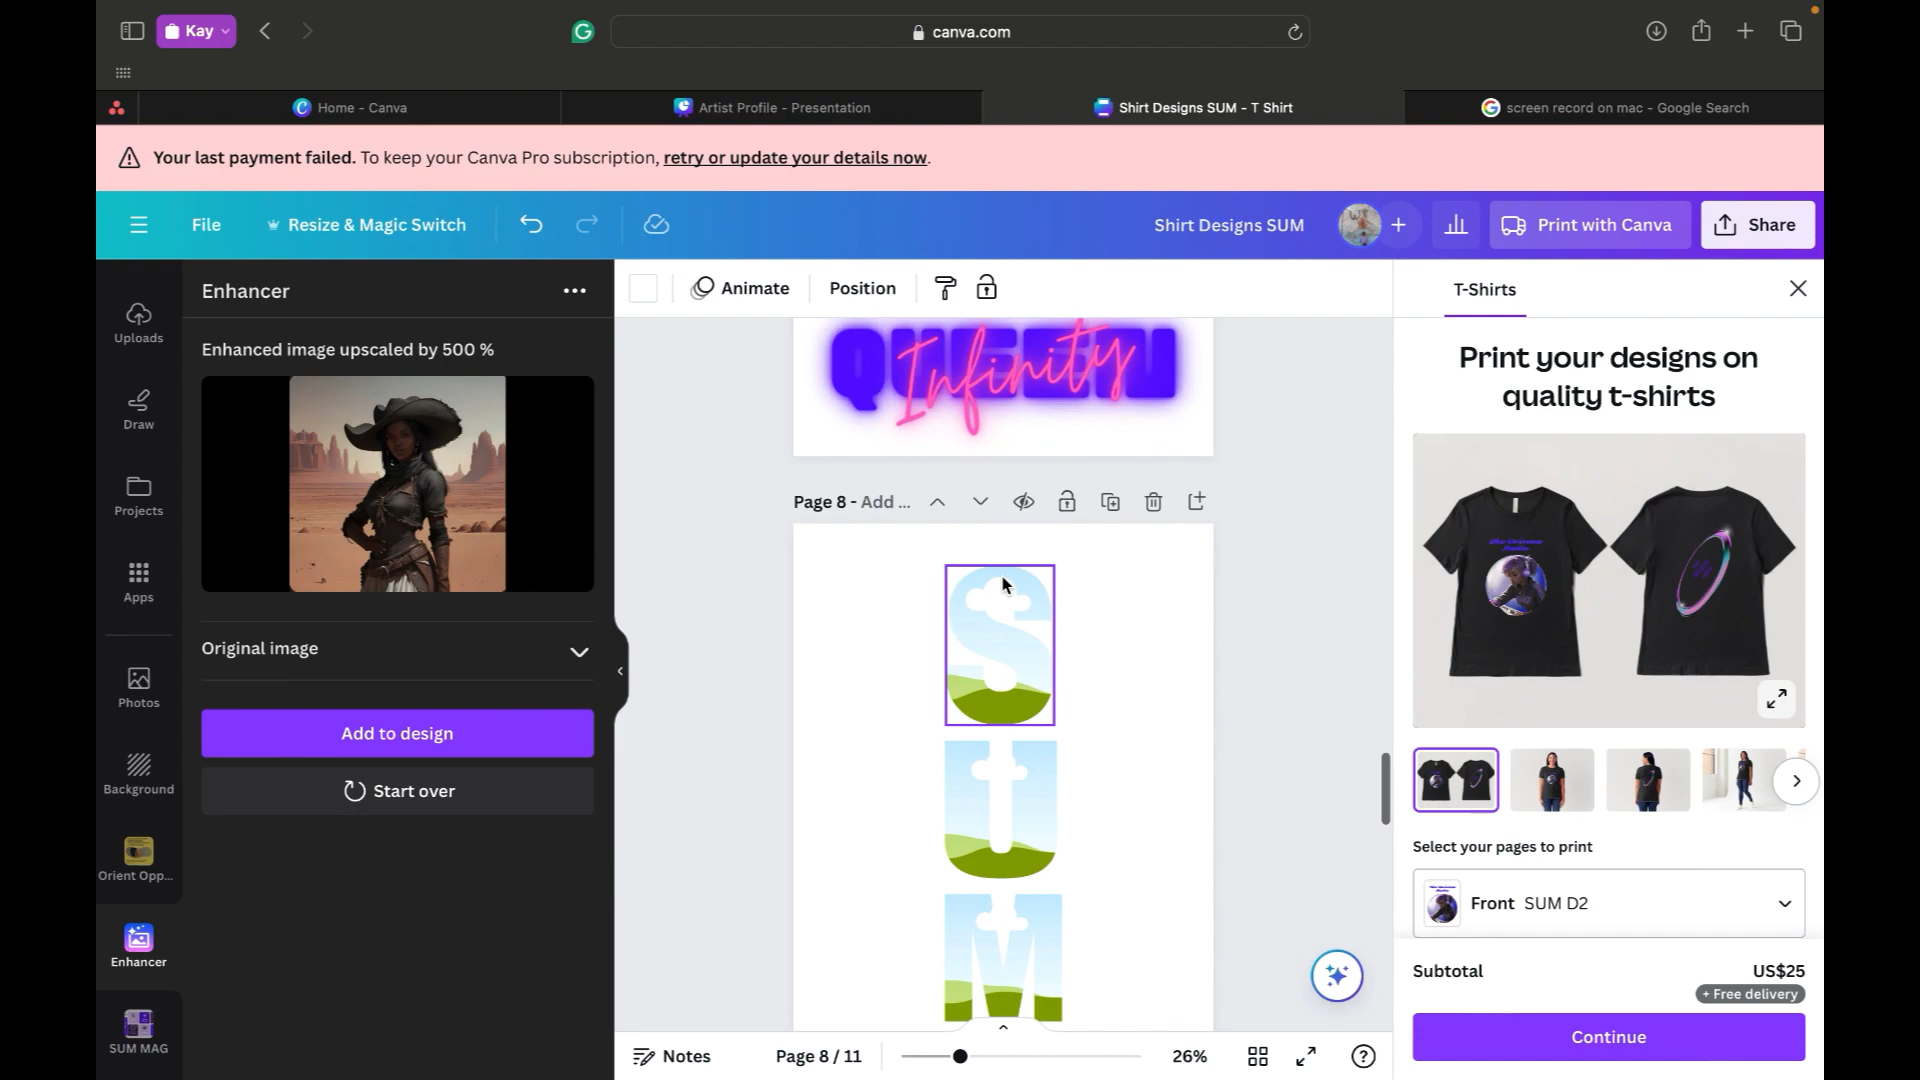 Kay
canva.com
Home - Canva
Artist Profile - Presentation
Shirt Designs SUM - T Shirt
screen record on mac - Google Search
Your last payment failed. To keep your Canva Pro subscription, retry or update your details now.
File
Resize & Magic Switch
Shirt Designs SUM
Print with Canva
Share
Uploads
Draw
Projects
Apps
Photos
Background
Orient Opp...
Enhancer
SUM MAG
Enhancer
Enhanced image upscaled by 500 %
Original image
Add to design
Start over
Animate
Position
QUEEN
Infinity
Page 8 - Add ...
S
U
M
Notes
Page 8 / 11
26%
T-Shirts
Print your designs on
quality t-shirts
Select your pages to print
Front SUM D2
Subtotal
US$25
+ Free delivery
Continue